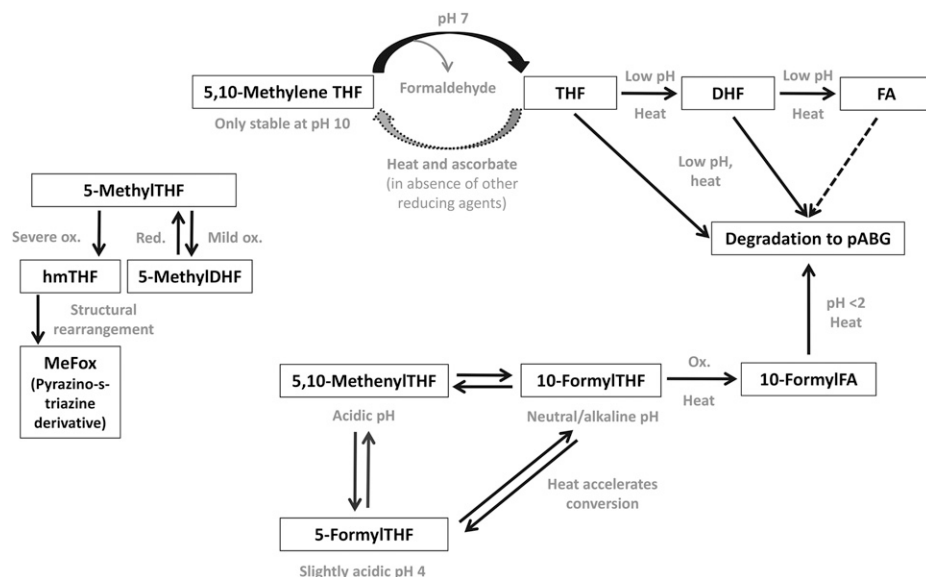 pH 7
5,10-Methylene THF
Formaldehyde
THF
Low pH
Heat
DHF
Low pH
Heat
FA
Only stable at pH 10
Heat and ascorbate
(in absence of other
reducing agents)
Low pH,
heat
5-MethylTHF
Severe ox.
Red.
Mild ox.
Degradation to pABG
hmTHF
5-MethylDHF
Structural
rearrangement
pH <2
Heat
MeFox
(Pyrazino-s-
triazine
derivative)
5,10-MethenylTHF
10-FormylTHF
Ox.
Heat
10-FormylFA
Acidic pH
Neutral/alkaline pH
Heat accelerates
conversion
5-FormylTHF
Slightly acidic pH 4